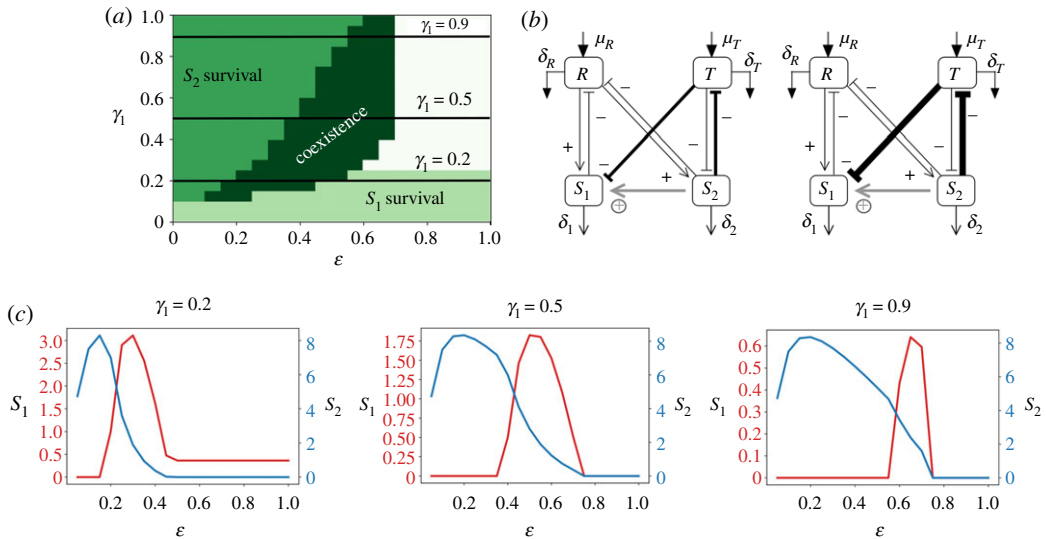 (a)
1.0
0.8
0.6
0.4
0.2
0
γ1
γ1 = 0.9
S2 survival
γ1 = 0.5
coexistence
γ1 = 0.2
S1 survival
0 0.2 0.4 0.6 0.8 1.0
ε
(b)
μR μT
δR R T δT
− −
+ − −
− +
S1 S2
⊕
δ1 δ2
μR μT
δR R T δT
− −
+ − −
− +
S1 S2
⊕
δ1 δ2
(c)
γ1 = 0.2
3.0
2.5
2.0
1.5
1.0
0.5
0
S1
8
6
4
2
0
S2
0.2 0.4 0.6 0.8 1.0
ε
γ1 = 0.5
1.75
1.50
1.25
1.00
0.75
0.50
0.25
0
S1
8
6
4
2
0
S2
0.2 0.4 0.6 0.8 1.0
ε
γ1 = 0.9
0.6
0.5
0.4
0.3
0.2
0.1
0
S1
8
6
4
2
0
S2
0.2 0.4 0.6 0.8 1.0
ε